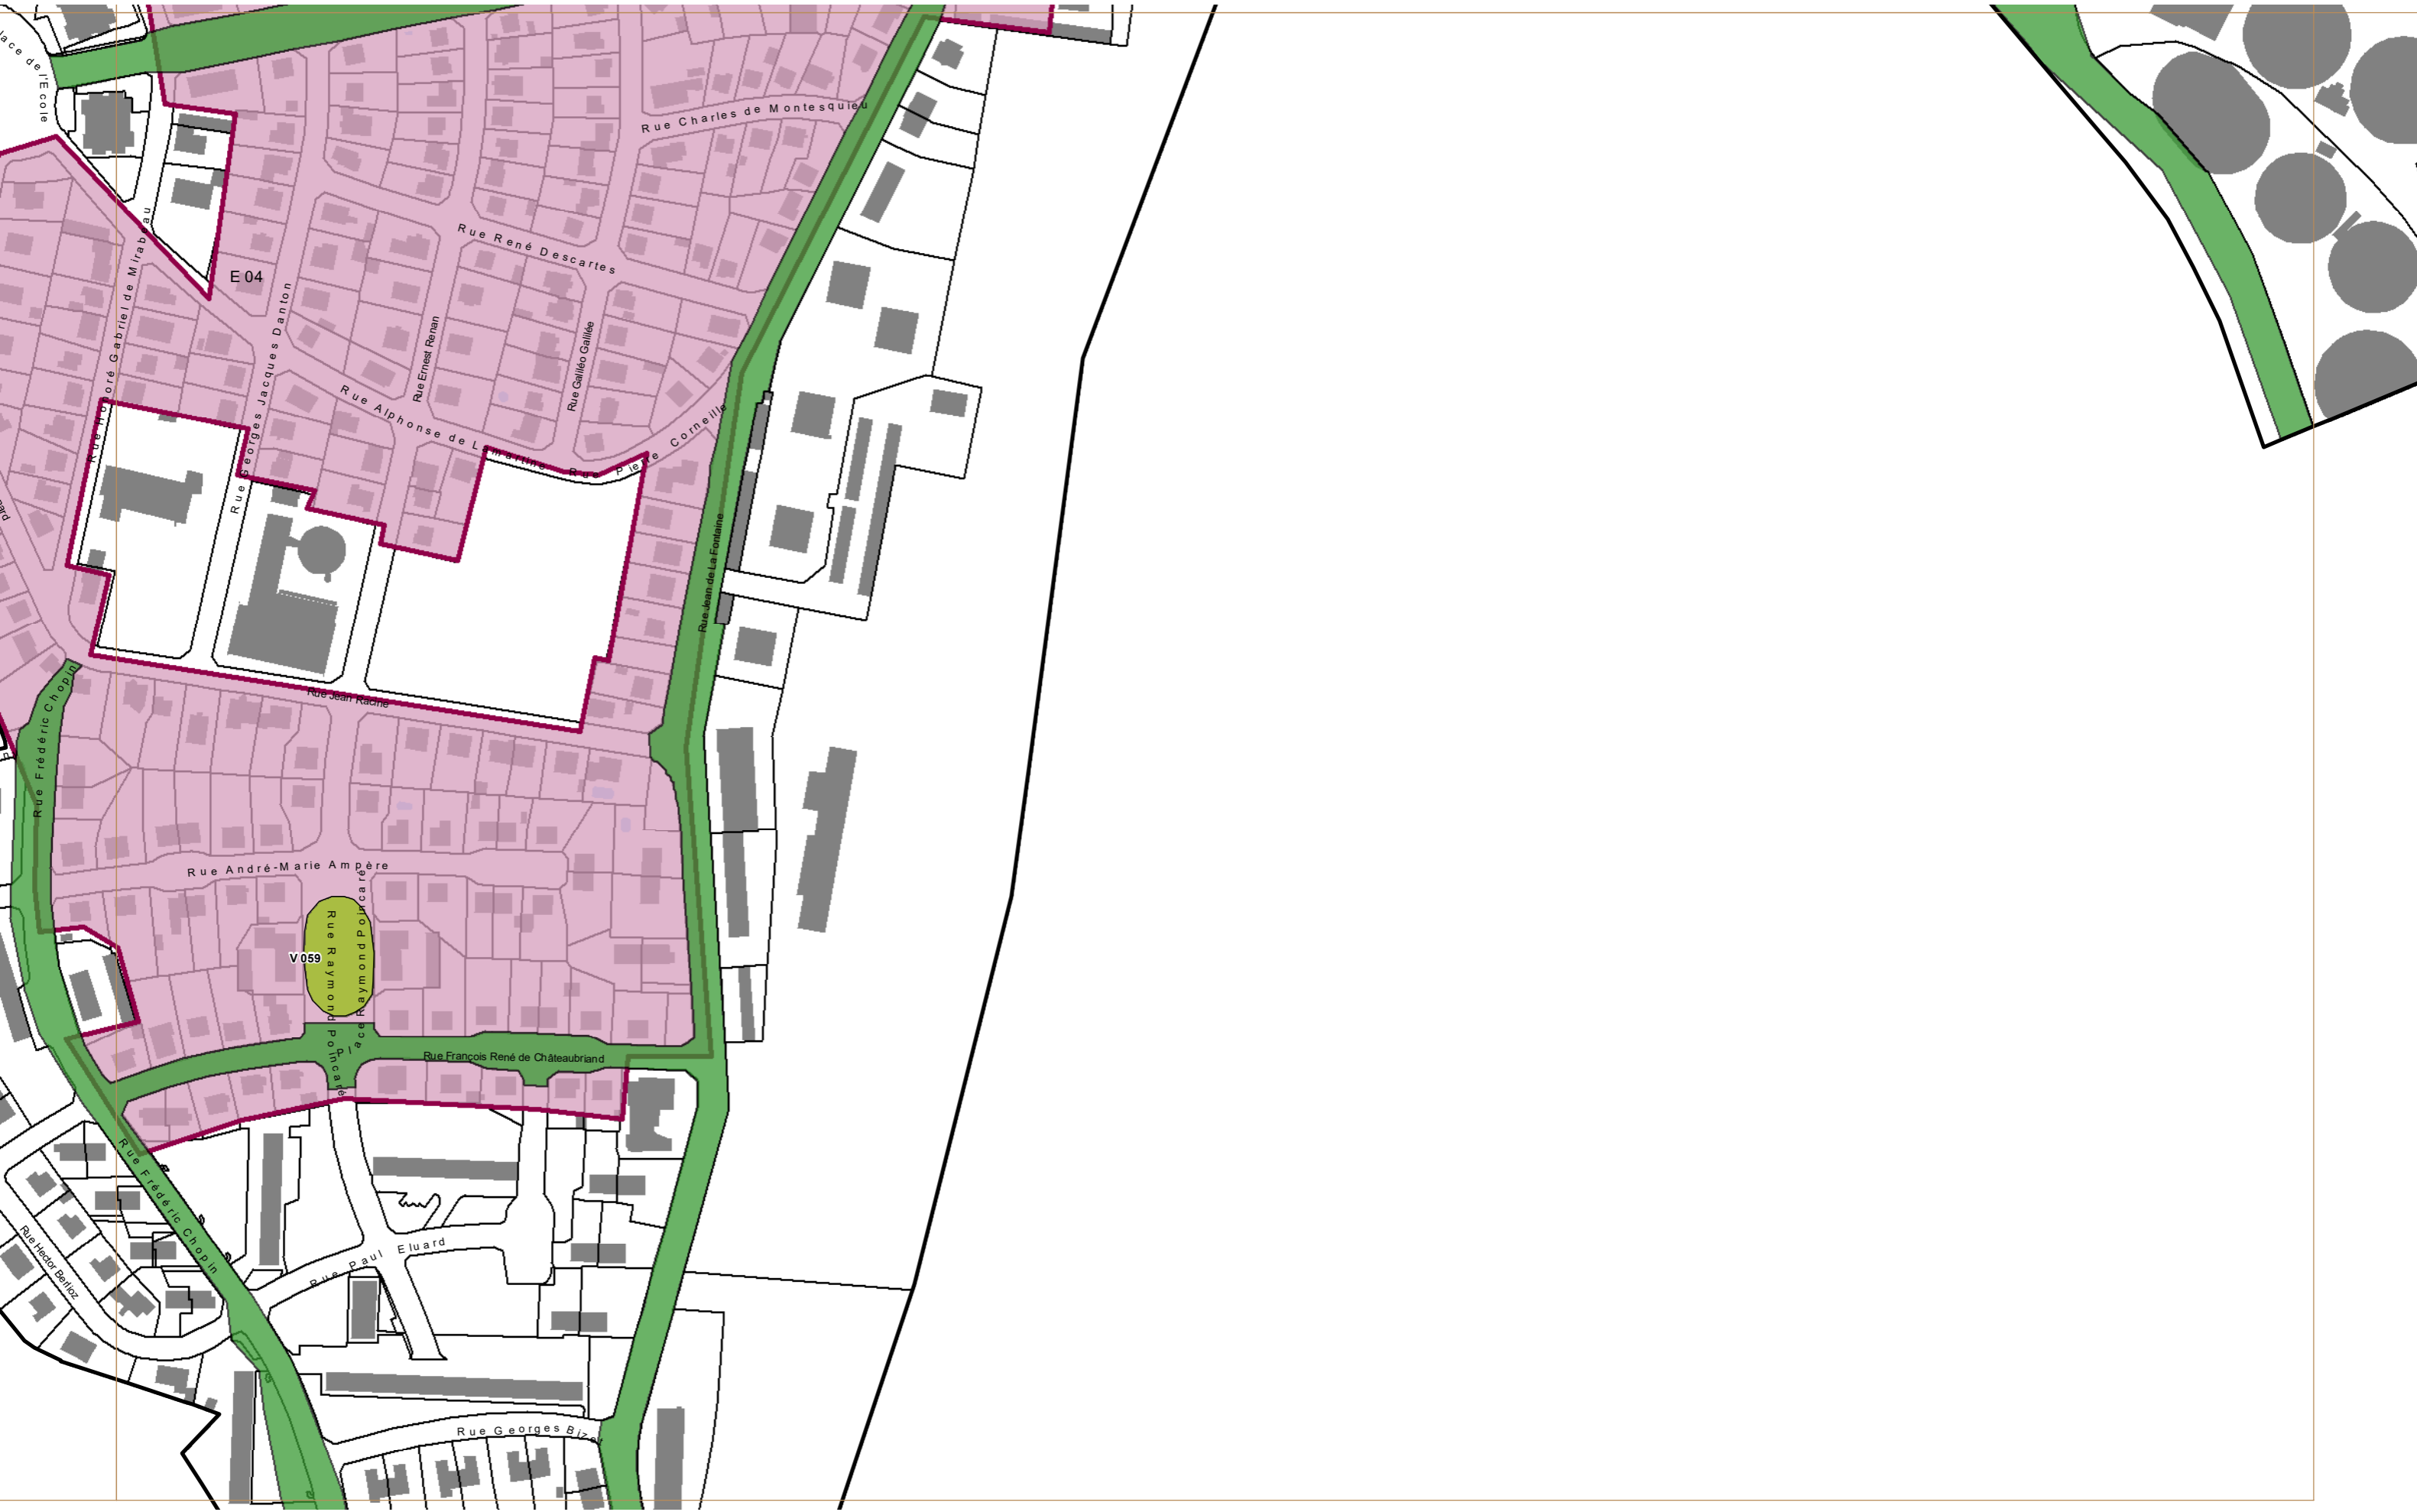 lace de l'Ecole
Rue Charles de Montesquieu
Rue René Descartes
E 04
Rue Honoré Gabriel de Mirabeau
Rue Georges Jacques Danton
Rue Ernest Renan
Rue Galiléo Galilée
Rue Alphonse de Lamartine
Rue Pierre Corneille
Rue Jean de La Fontaine
Rue Jean Racine
Rue Frédéric Chopin
Rue André-Marie Ampère
V 059
Rue Raymond Poincaré
Place Raymond Poincaré
Rue François René de Châteaubriand
Rue Frédéric Chopin
Rue Hector Berlioz
Rue Paul Eluard
Rue Georges Bizet